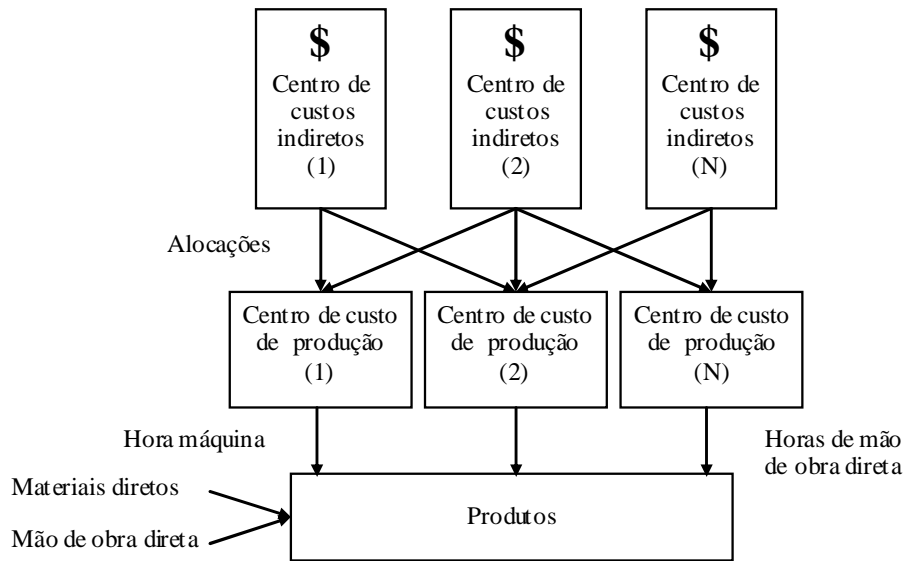 $
Centro de
custos
indiretos
(1)
$
Centro de
custos
indiretos
(2)
$
Centro de
custos
indiretos
(N)
Alocações
Centro de custo
de produção
(1)
Centro de custo
de produção
(2)
Centro de custo
de produção
(N)
Hora máquina
Horas de mão
de obra direta
Materiais diretos
Mão de obra direta
Produtos